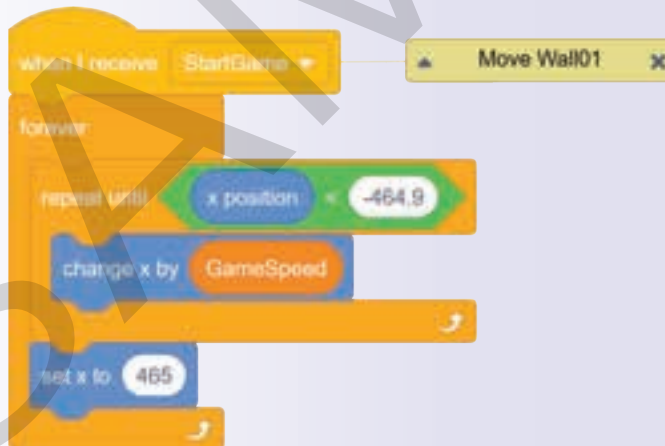 when I receive StartGame
Move Wall01
forever
repeat until x position < -464.9
change x by GameSpeed
set x to 465